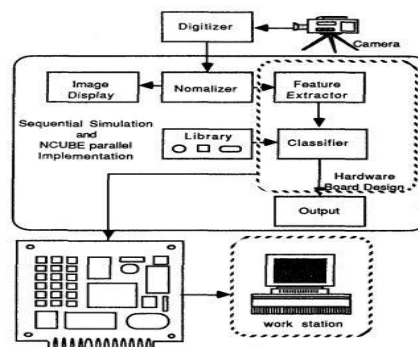 Digitizer
Camera
Image
Display
Nomalizer
Feature
Extractor
Sequential Simulation
and
NCUBE parallel
Implementation
Library
Classifier
Hardware
Board Design
Output
work station